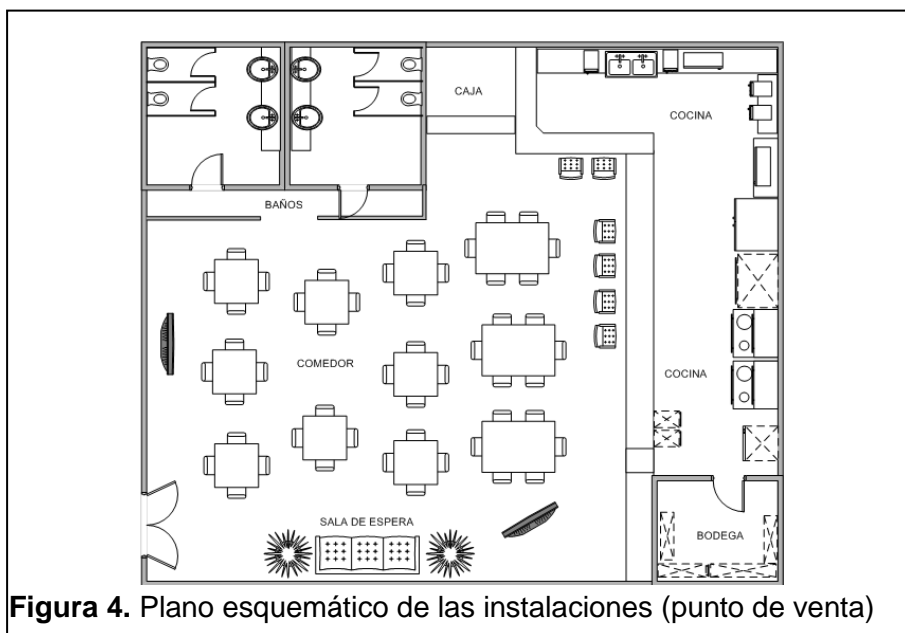 CAJA
COCINA
BAÑOS
COMEDOR
COCINA
SALA DE ESPERA
BODEGA
Figura 4. Plano esquemático de las instalaciones (punto de venta)